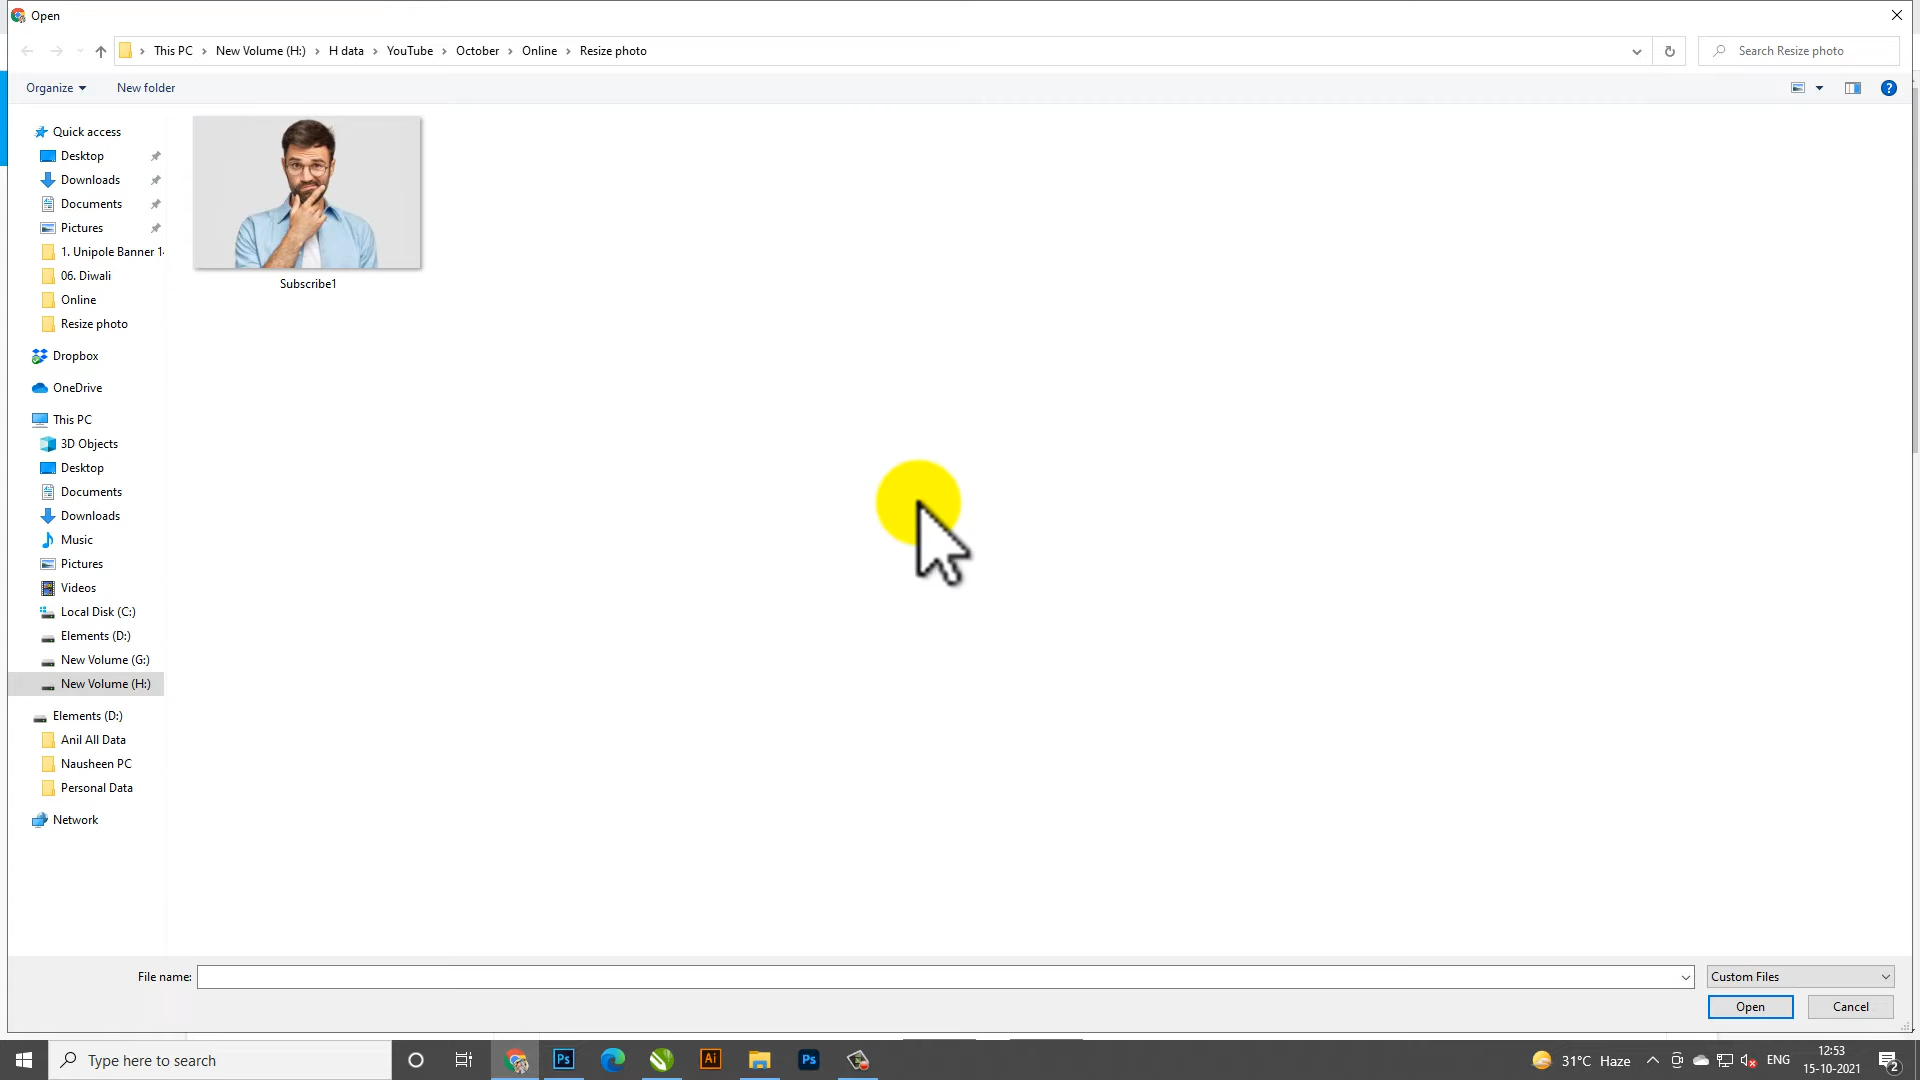 Open
This PC
New Volume (H:)
H data
YouTube
October
Online
Resize photo
Search Resize photo
Organize
New folder
Quick access
Desktop
Downloads
Documents
Pictures
1. Unipole Banner 1
06. Diwali
Online
Resize photo
Dropbox
OneDrive
This PC
3D Objects
Desktop
Documents
Downloads
Music
Pictures
Videos
Local Disk (C:)
Elements (D:)
New Volume (G:)
New Volume (H:)
Elements (D:)
Anil All Data
Nausheen PC
Personal Data
Network
Subscribe1
File name:
Custom Files
Open
Cancel
Type here to search
Ps
Ai
Ps
31°C Haze
ENG
12:53
15-10-2021
2